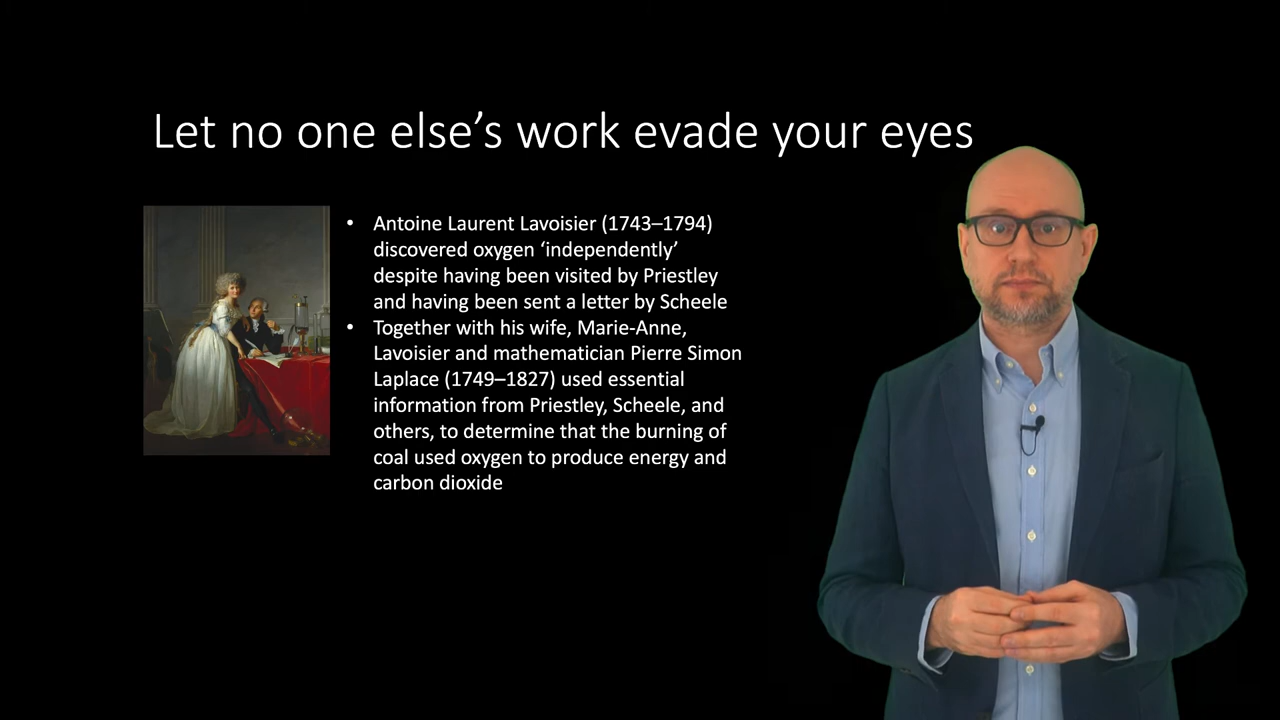 Let no one else’s work evade your eyes
• Antoine Laurent Lavoisier (1743–1794)
discovered oxygen ‘independently’
despite having been visited by Priestley
and having been sent a letter by Scheele
• Together with his wife, Marie-Anne,
Lavoisier and mathematician Pierre Simon
Laplace (1749–1827) used essential
information from Priestley, Scheele, and
others, to determine that the burning of
coal used oxygen to produce energy and
carbon dioxide